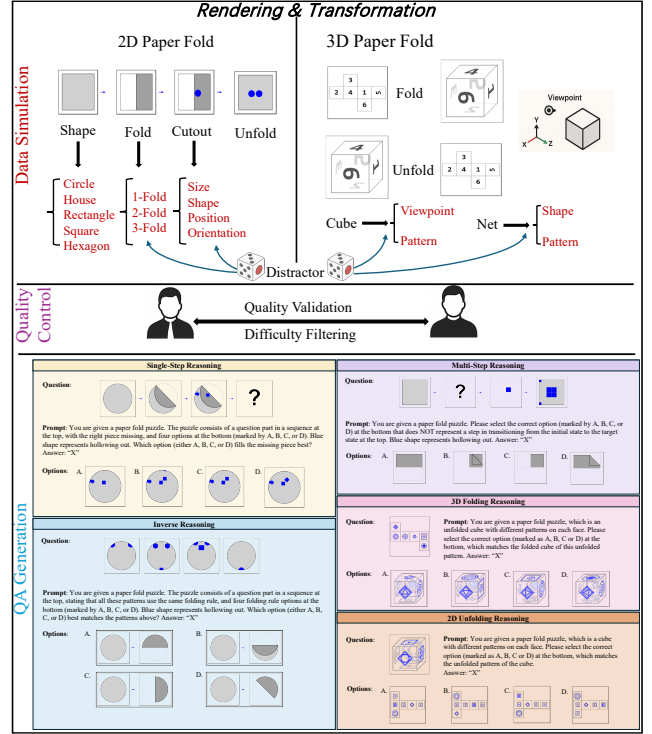 Rendering & Transformation
2D Paper Fold
3D Paper Fold
Data Simulation
Shape
Fold
Cutout
Unfold
Circle
House
Rectangle
Square
Hexagon
1-Fold
2-Fold
3-Fold
Size
Shape
Position
Orientation
3
2 4 1 5
6
Fold
Unfold
3
2 4 1 5
6
Viewpoint
Y
X
Z
Cube
Viewpoint
Pattern
Net
Shape
Pattern
Distractor
Quality Control
Quality Validation
Difficulty Filtering
QA Generation
Single-Step Reasoning
Question:
?
Prompt: You are given a paper fold puzzle. The puzzle consists of a question part in a sequence at
the top, with the right piece missing, and four options at the bottom (marked by A, B, C, or D). Blue
shape represents hollowing out. Which option (either A, B, C, or D) fills the missing piece best?
Answer: “X”
Options: A. B. C. D.
Inverse Reasoning
Question:
Prompt: You are given a paper fold puzzle. The puzzle consists of a question part in a sequence at
the top, stating that all these patterns use the same folding rule, and four folding rule options at the
bottom (marked by A, B, C, or D). Blue shape represents hollowing out. Which option (either A, B,
C, or D) best matches the patterns above? Answer: “X”
Options: A. B.
C. D.
Multi-Step Reasoning
Question:
?
Prompt: You are given a paper fold puzzle. Please select the correct option (marked by A, B, C, or
D) at the bottom that does NOT represent a step in transitioning from the initial state to the target
state at the top. Blue shape represents hollowing out. Answer: “X”
Options: A. B. C. D.
3D Folding Reasoning
Question:
Prompt: You are given a paper fold puzzle, which is an
unfolded cube with different patterns on each face. Please
select the correct option (marked as A, B, C or D) at the
bottom, which matches the folded cube of this unfolded
pattern. Answer: “X”
Options: A. B. C. D.
2D Unfolding Reasoning
Question:
Prompt: You are given a paper fold puzzle, which is a cube
with different patterns on each face. Please select the correct
option (marked as A, B, C or D) at the bottom, which matches
the unfolded pattern of the cube.
Answer: “X”
Options: A. B. C. D.